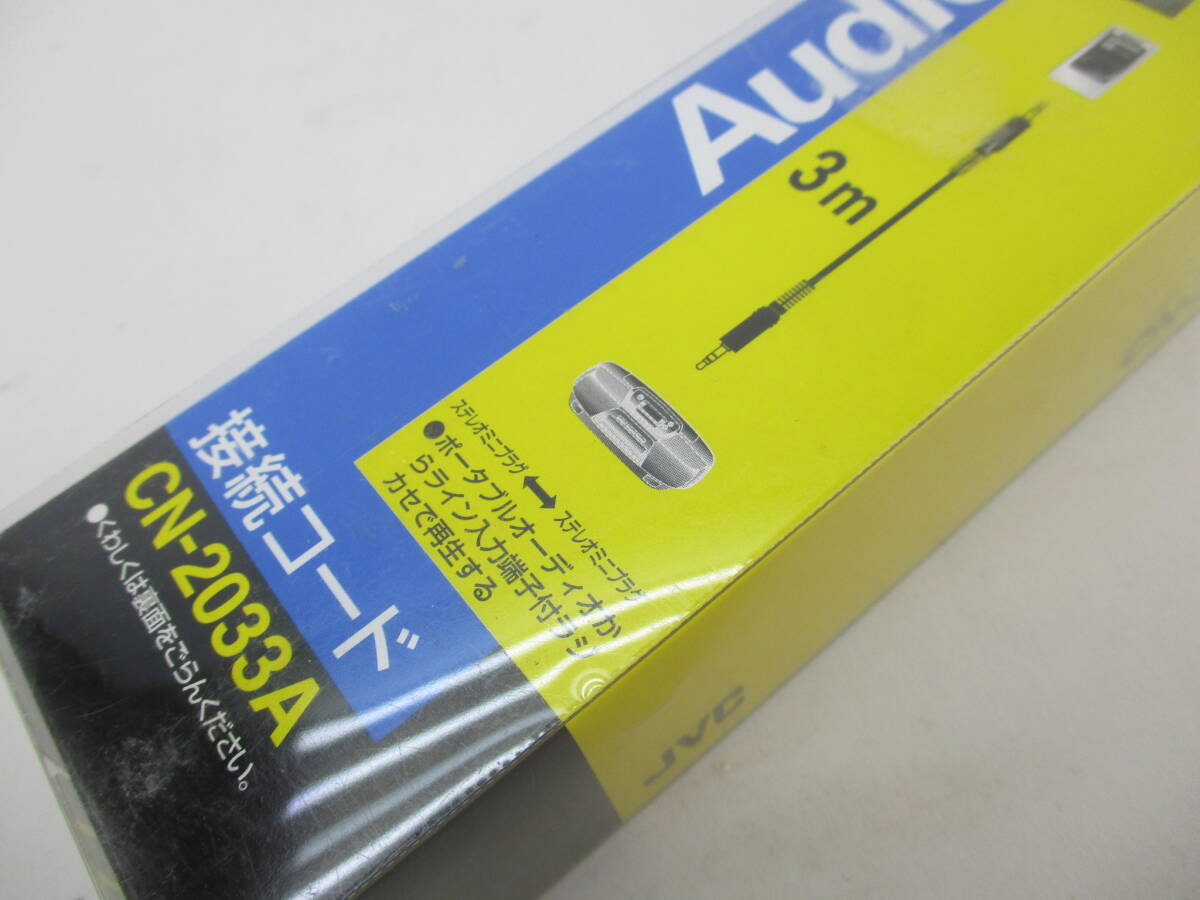 Audio
3m
ステレオミニプラグ⟷ステレオミニプラグ
●ポータブルオーディオか
らライン入力端子付ラジ
カセで再生する
接続コード
CN-2033A
●くわしくは裏面をごらんください。
JVC